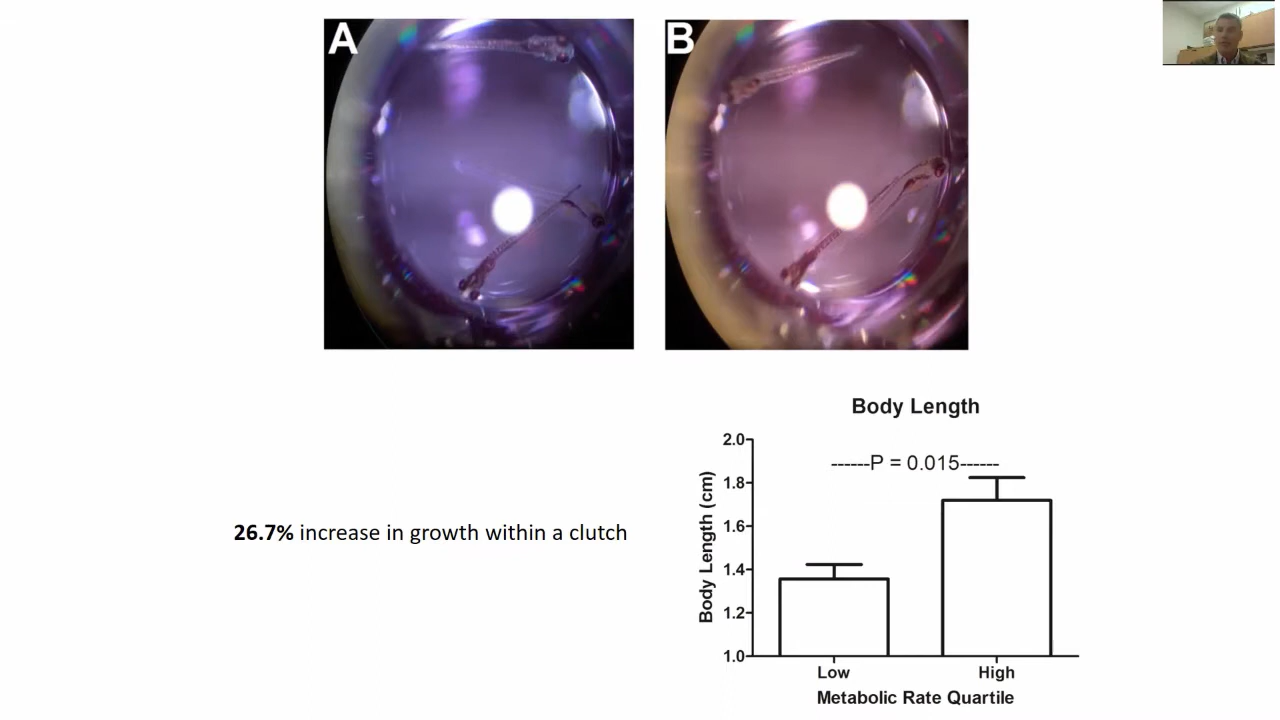 A
B
26.7% increase in growth within a clutch
Body Length
------P = 0.015------
Body Length (cm)
2.0
1.8
1.6
1.4
1.2
1.0
Low
High
Metabolic Rate Quartile